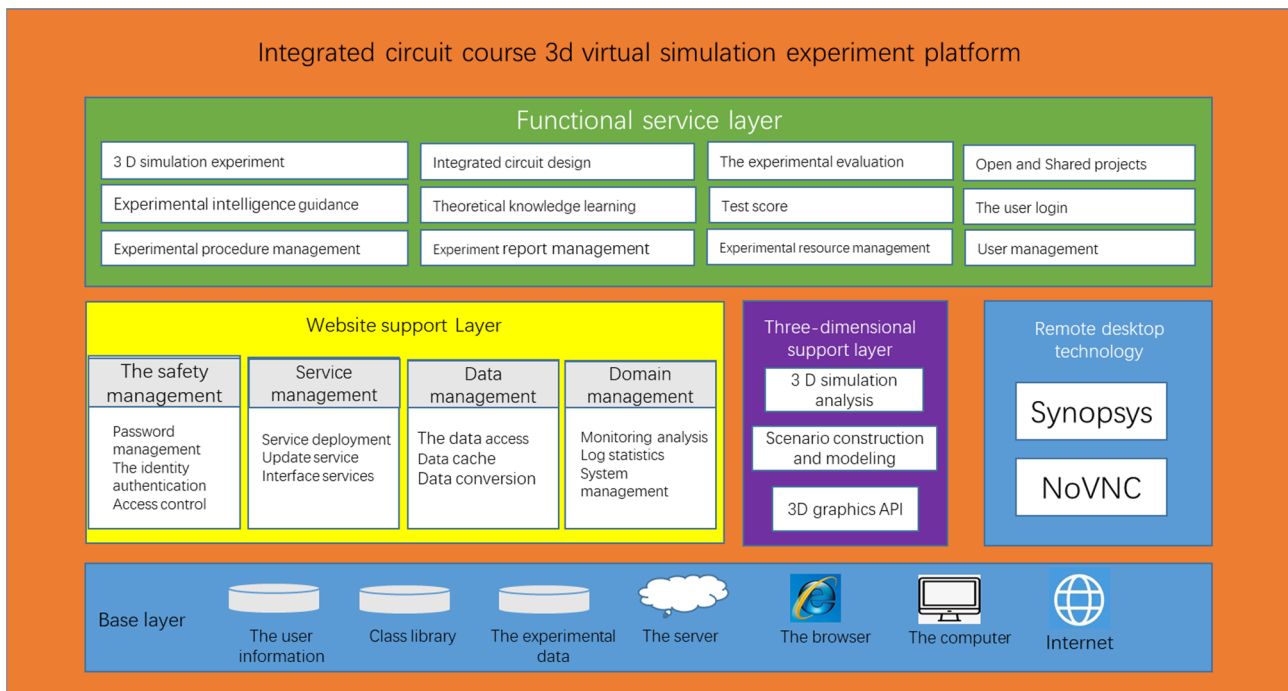 Integrated circuit course 3d virtual simulation experiment platform
Functional service layer
3 D simulation experiment
Integrated circuit design
The experimental evaluation
Open and Shared projects
Experimental intelligence guidance
Theoretical knowledge learning
Test score
The user login
Experimental procedure management
Experiment report management
Experimental resource management
User management
Website support Layer
The safety
management
Password
management
The identity
authentication
Access control
Service
management
Service deployment
Update service
Interface services
Data
management
The data access
Data cache
Data conversion
Domain
management
Monitoring analysis
Log statistics
System
management
Three-dimensional
support layer
3 D simulation
analysis
Scenario construction
and modeling
3D graphics API
Remote desktop
technology
Synopsys
NoVNC
Base layer
The user
information
Class library
The experimental
data
The server
The browser
The computer
Internet